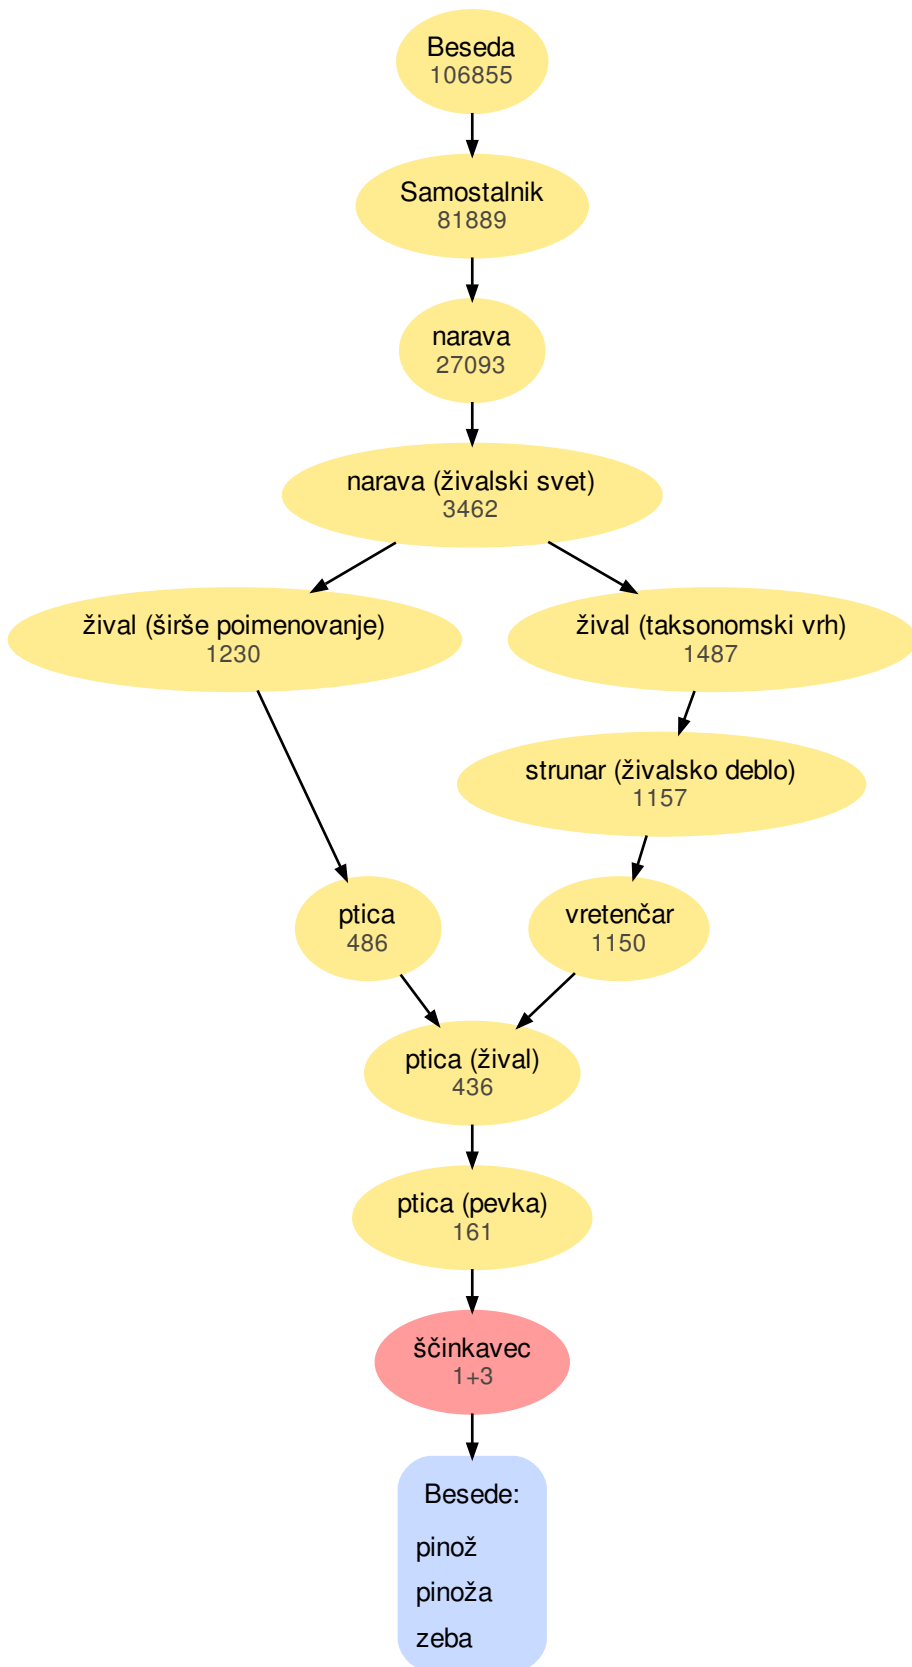 Beseda
106855
Samostalnik
81889
narava
27093
narava (živalski svet)
3462
žival (širše poimenovanje)
1230
žival (taksonomski vrh)
1487
strunar (živalsko deblo)
1157
ptica
486
vretenčar
1150
ptica (žival)
436
ptica (pevka)
161
ščinkavec
1+3
Besede:
pinož
pinoža
zeba